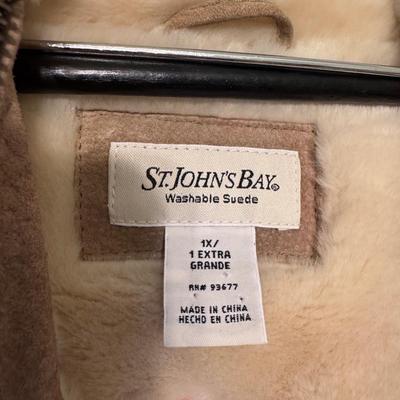 ST. JOHN'S BAY®
Washable Suede
1X/
1 EXTRA
GRANDE
RN# 93677
MADE IN CHINA
HECHO EN CHINA